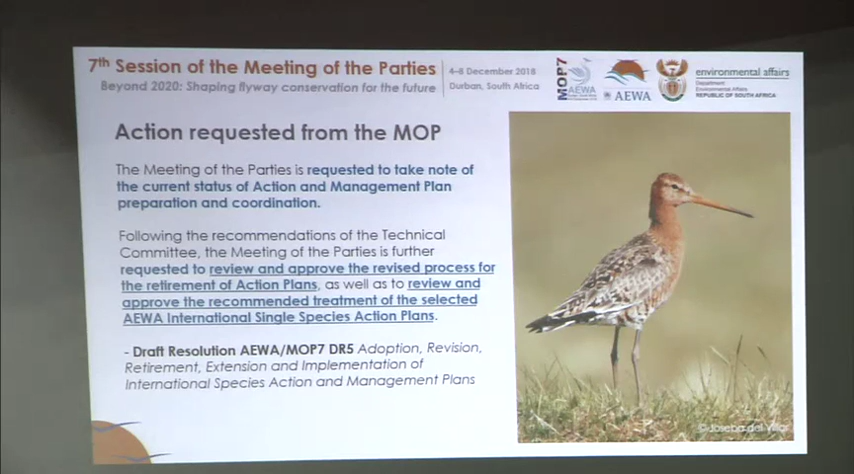 7th Session of the Meeting of the Parties
Beyond 2020: Shaping flyway conservation for the future
4–8 December 2018
Durban, South Africa
MOP7
AEWA
AEWA
environmental affairs
Department:
Environmental Affairs
REPUBLIC OF SOUTH AFRICA
Action requested from the MOP
The Meeting of the Parties is requested to take note of
the current status of Action and Management Plan
preparation and coordination.
Following the recommendations of the Technical
Committee, the Meeting of the Parties is further
requested to review and approve the revised process for
the retirement of Action Plans, as well as to review and
approve the recommended treatment of the selected
AEWA International Single Species Action Plans.
- Draft Resolution AEWA/MOP7 DR5 Adoption, Revision,
Retirement, Extension and Implementation of
International Species Action and Management Plans
©Joseba del Villar